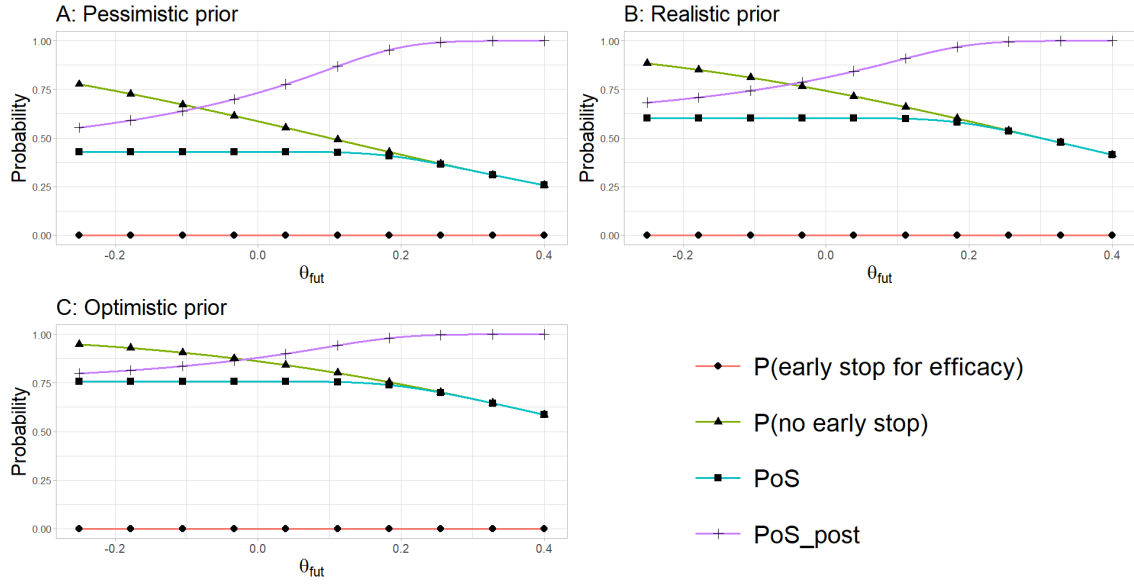 A: Pessimistic prior
1.00
0.75
0.50
0.25
0.00
Probability
-0.2 0.0 0.2 0.4
θfut
B: Realistic prior
1.00
0.75
0.50
0.25
0.00
Probability
-0.2 0.0 0.2 0.4
θfut
C: Optimistic prior
1.00
0.75
0.50
0.25
0.00
Probability
-0.2 0.0 0.2 0.4
θfut
P(early stop for efficacy)
P(no early stop)
PoS
PoS_post